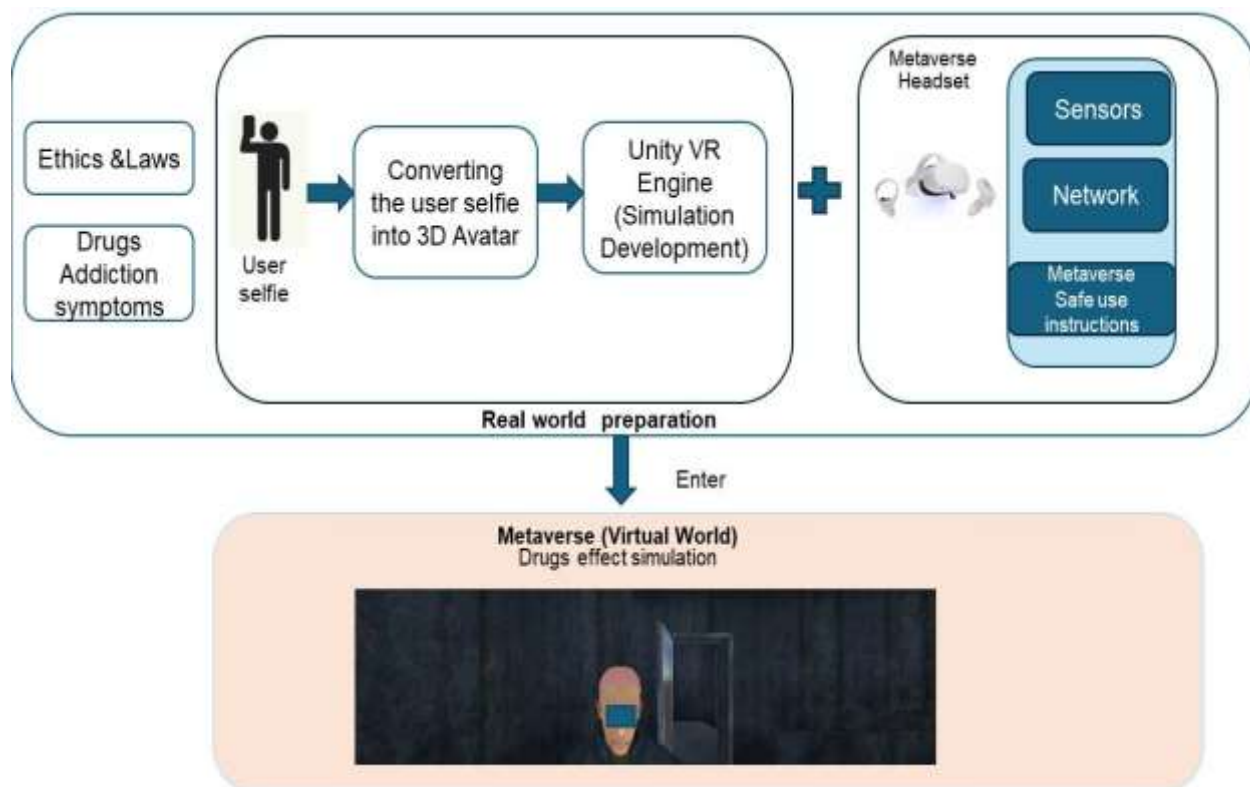 Ethics &Laws
Drugs
Addiction
symptoms
User
selfie
Converting
the user selfie
into 3D Avatar
Unity VR
Engine
(Simulation
Development)
Metaverse
Headset
Sensors
Network
Metaverse
Safe use
instructions
Real world preparation
Enter
Metaverse (Virtual World)
Drugs effect simulation